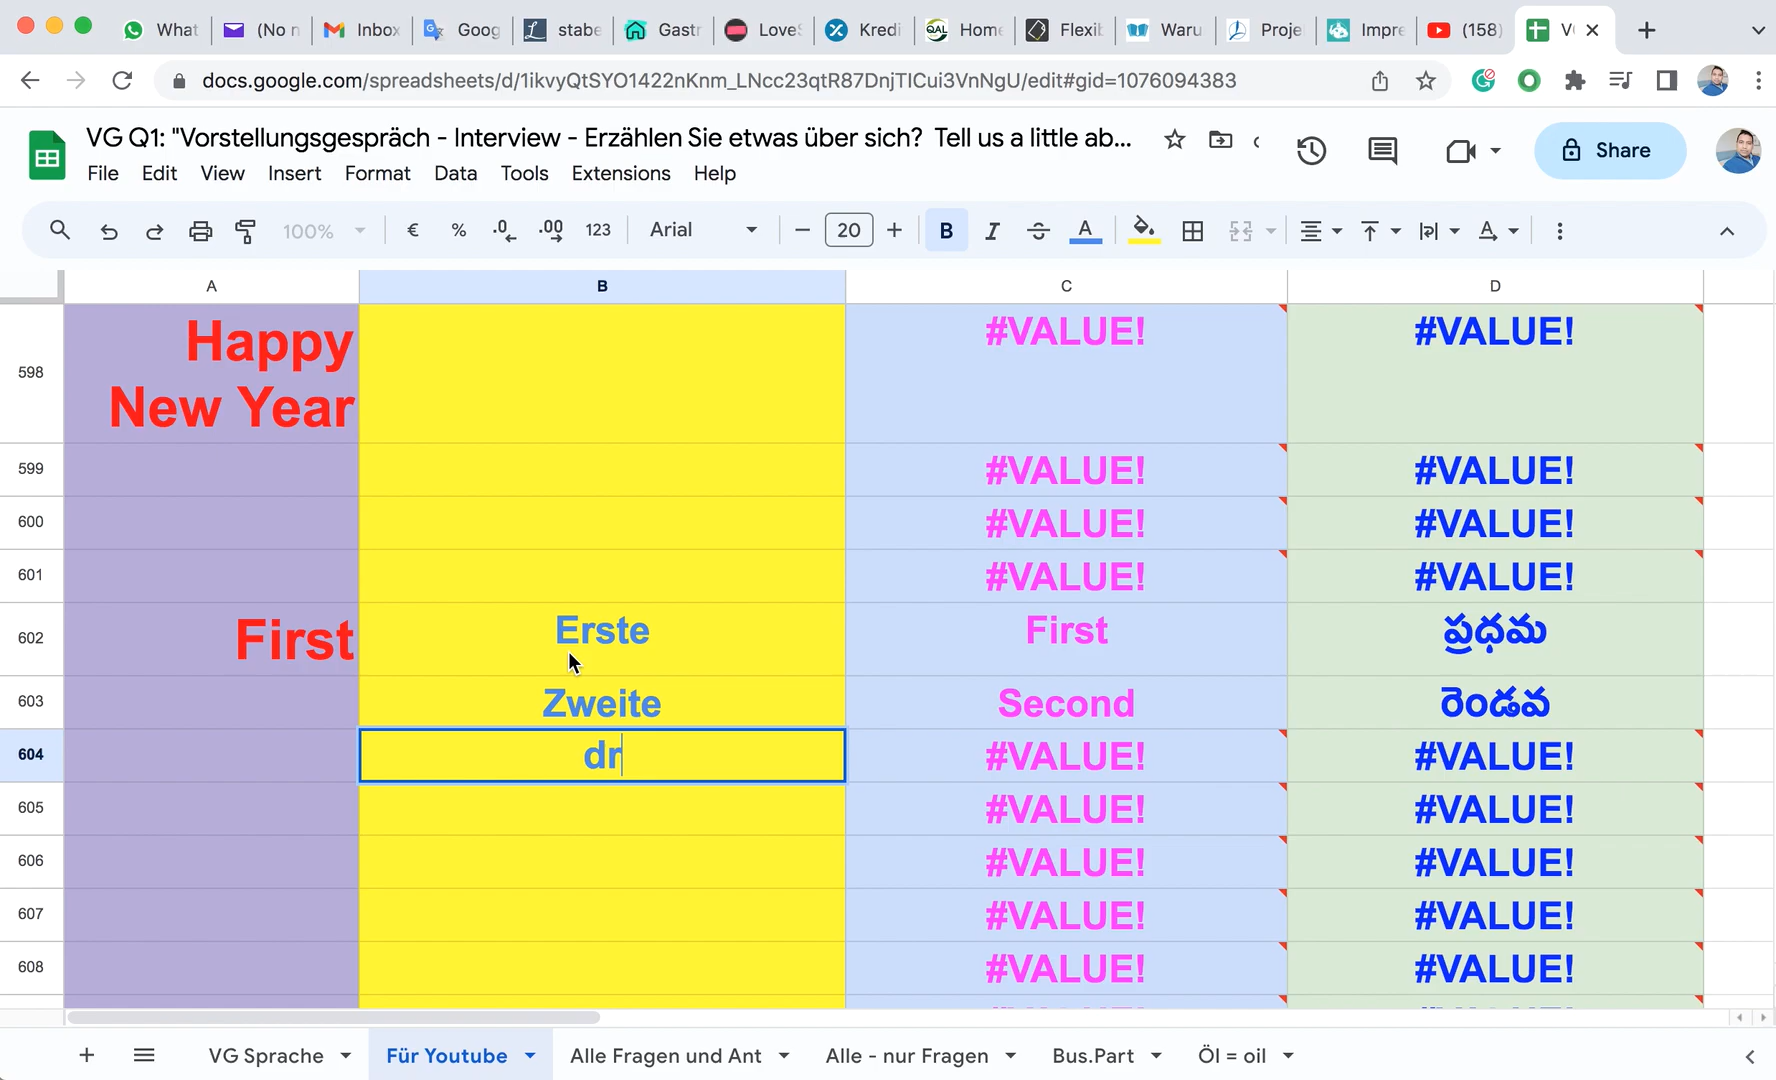 What
(No n
Inbox
Goog
stabe
Gastr
LoveS
Kredi
QAL Home
Flexib
Waru
Proje
Impre
(158)
VG
docs.google.com/spreadsheets/d/1ikvyQtSYO1422nKnm_LNcc23qtR87DnjTICui3VnNgU/edit#gid=1076094383
VG Q1: "Vorstellungsgespräch - Interview - Erzählen Sie etwas über sich? Tell us a little ab...
File Edit View Insert Format Data Tools Extensions Help
Share
100% € % .0 .00 123 Arial 20 B I S A
A B C D
598 Happy #VALUE! #VALUE!
New Year
599 #VALUE! #VALUE!
600 #VALUE! #VALUE!
601 #VALUE! #VALUE!
602 First Erste First ప్రధమ
603 Zweite Second రెండవ
604 dr #VALUE! #VALUE!
605 #VALUE! #VALUE!
606 #VALUE! #VALUE!
607 #VALUE! #VALUE!
608 #VALUE! #VALUE!
VG Sprache Für Youtube Alle Fragen und Ant Alle - nur Fragen Bus.Part Öl = oil